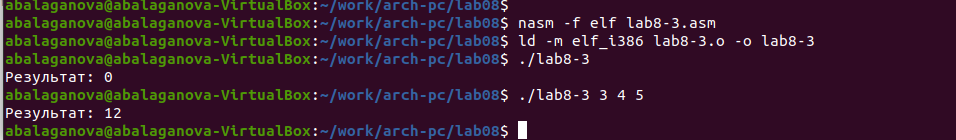 abalaganova@abalaganova-VirtualBox:~/work/arch-pc/lab08$
abalaganova@abalaganova-VirtualBox:~/work/arch-pc/lab08$ nasm -f elf lab8-3.asm
abalaganova@abalaganova-VirtualBox:~/work/arch-pc/lab08$ ld -m elf_i386 lab8-3.o -o lab8-3
abalaganova@abalaganova-VirtualBox:~/work/arch-pc/lab08$ ./lab8-3
Результат: 0
abalaganova@abalaganova-VirtualBox:~/work/arch-pc/lab08$ ./lab8-3 3 4 5
Результат: 12
abalaganova@abalaganova-VirtualBox:~/work/arch-pc/lab08$